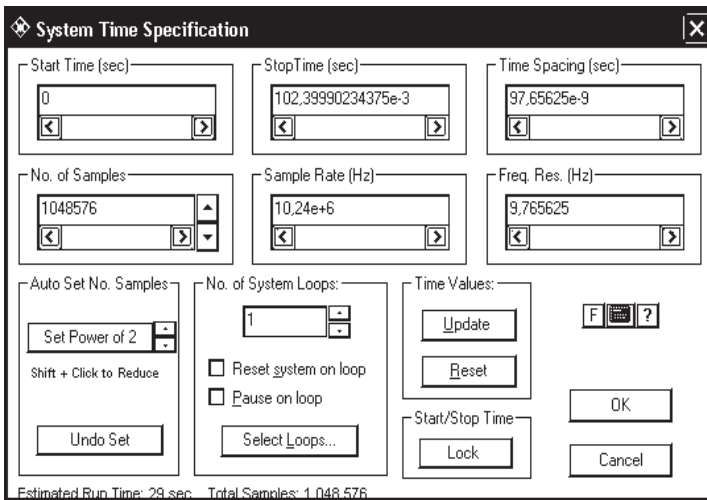 System Time Specification
Start Time (sec)
StopTime (sec)
Time Spacing (sec)
0
102,39990234375e-3
97,65625e-9
No. of Samples
Sample Rate (Hz)
Freq. Res. (Hz)
1048576
10,24e+6
9,765625
Auto Set No. Samples
No. of System Loops:
Time Values:
Set Power of 2
1
Update
F
?
Shift + Click to Reduce
Reset system on loop
Reset
Pause on loop
Start/Stop Time
OK
Undo Set
Select Loops...
Lock
Cancel
Estimated Run Time: 29 sec Total Samples: 1 048 576